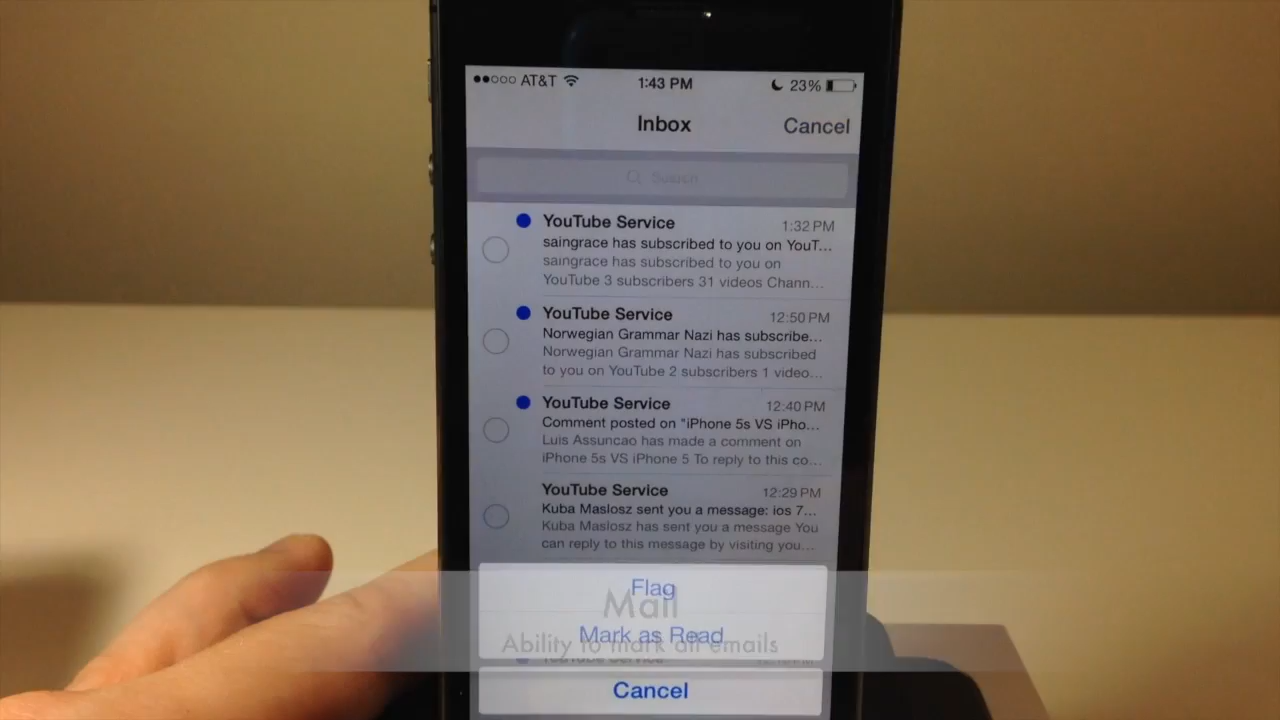 AT&T 1:43 PM 23%
Inbox Cancel
Search
YouTube Service 1:32 PM
saingrace has subscribed to you on YouT...
saingrace has subscribed to you on
YouTube 3 subscribers 31 videos Chann...
YouTube Service 12:50 PM
Norwegian Grammar Nazi has subscribe...
Norwegian Grammar Nazi has subscribed
to you on YouTube 2 subscribers 1 video...
YouTube Service 12:40 PM
Comment posted on "iPhone 5s VS iPho...
Luis Assuncao has made a comment on
iPhone 5s VS iPhone 5 To reply to this co...
YouTube Service 12:29 PM
Kuba Maslosz sent you a message: ios 7...
Kuba Maslosz has sent you a message You
can reply to this message by visiting you...
Flag
Mail
Mark as Read
Ability to mark all emails
YouTube Service
Cancel